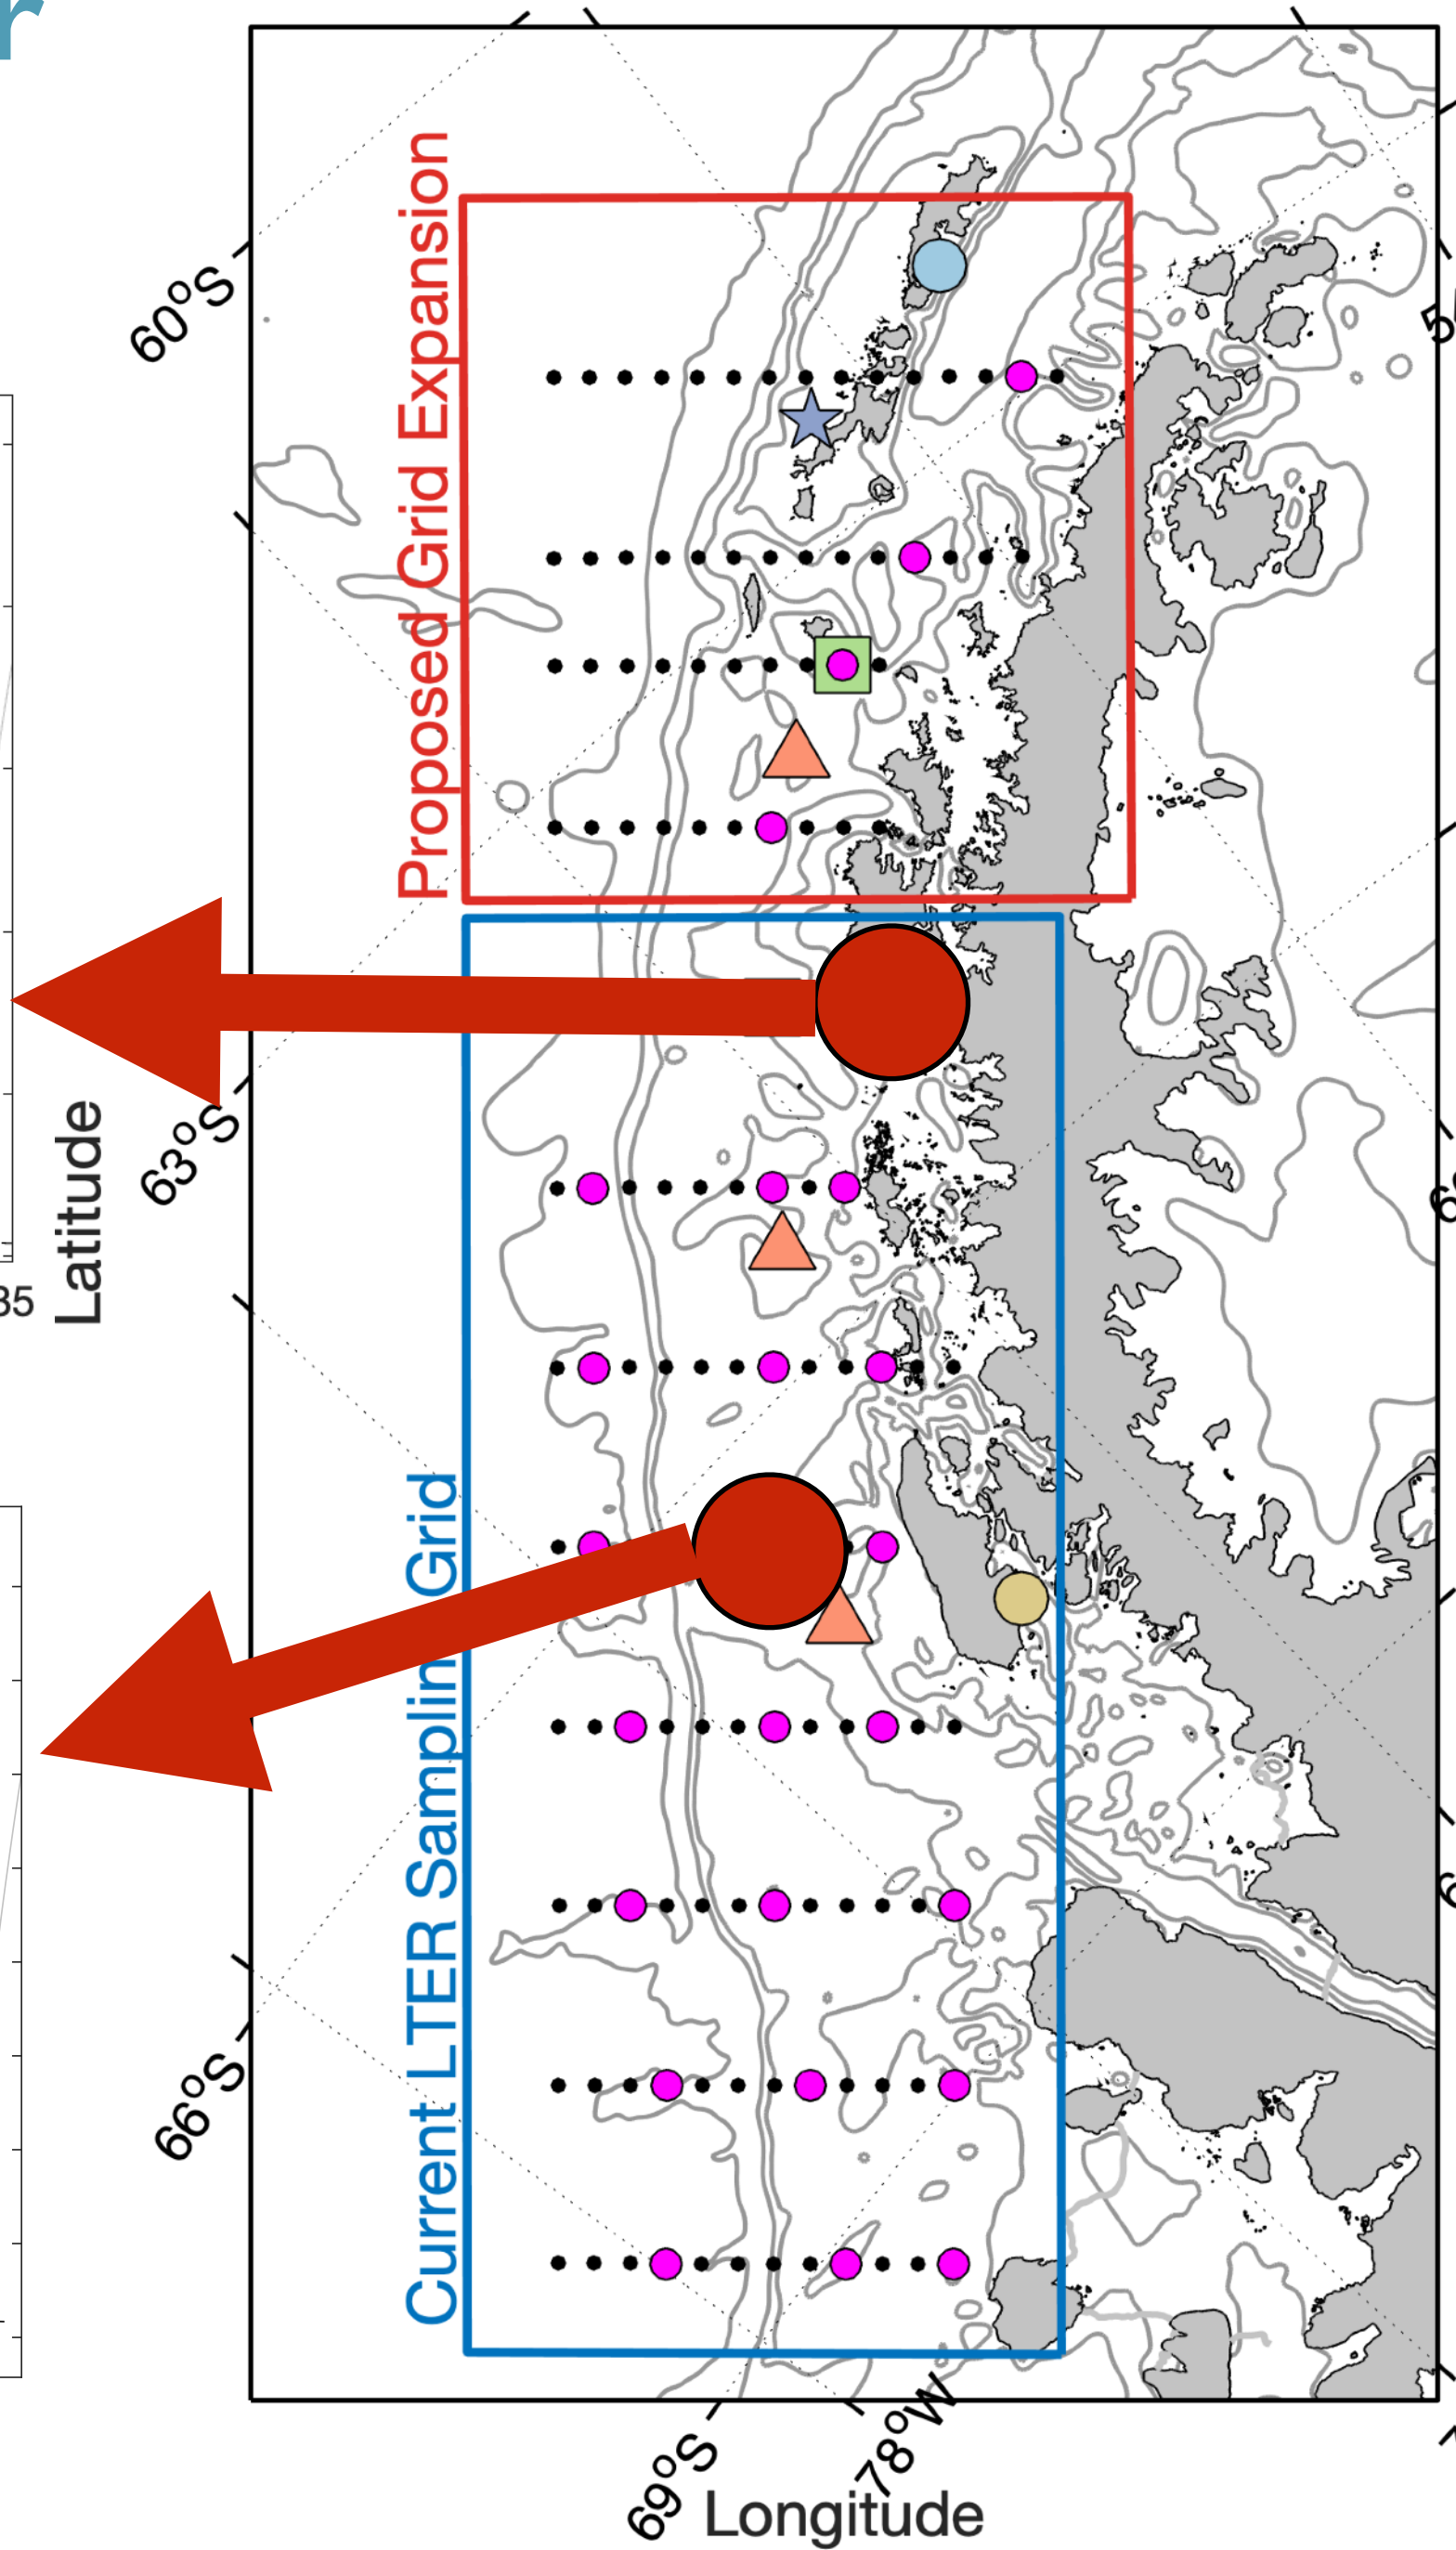 r
Proposed Grid Expansion
60°S
Latitude
63°S
35
Current LTER Sampling Grid
66°S
69°S
78°W
Longitude